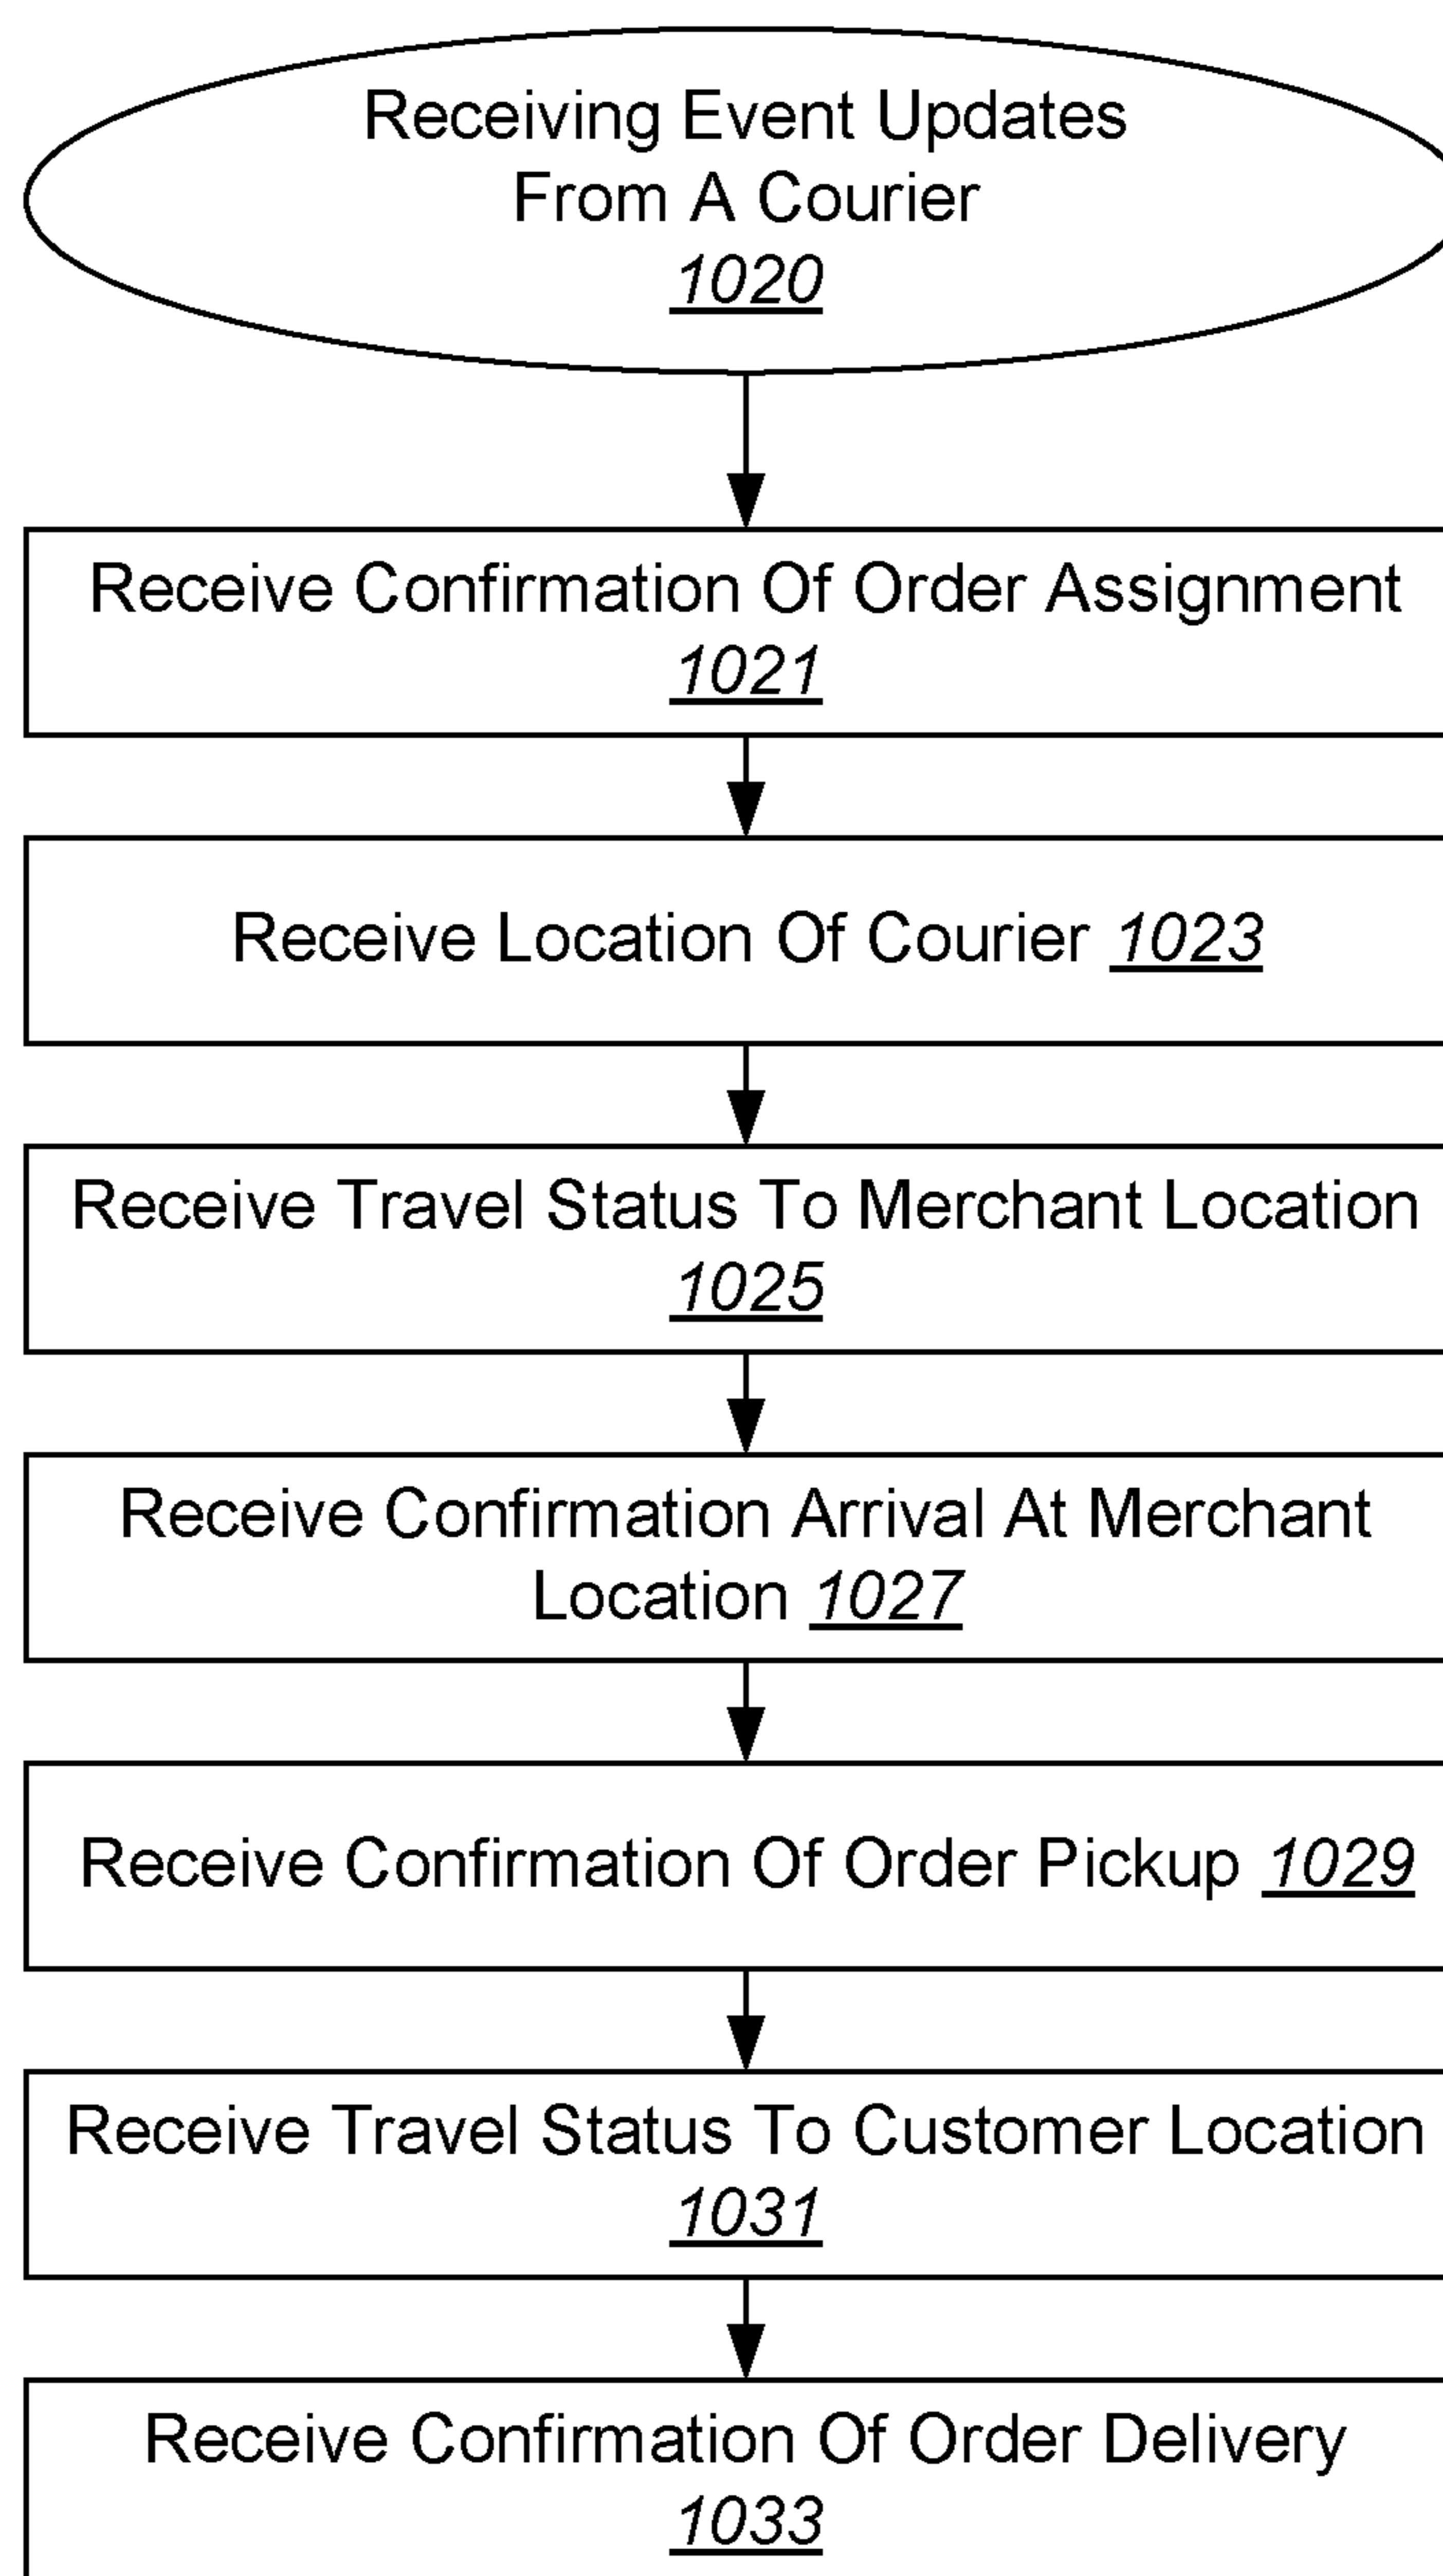 Receiving Event Updates
From A Courier
1020
Receive Confirmation Of Order Assignment
1021
Receive Location Of Courier 1023
Receive Travel Status To Merchant Location
1025
Receive Confirmation Arrival At Merchant
Location 1027
Receive Confirmation Of Order Pickup 1029
Receive Travel Status To Customer Location
1031
Receive Confirmation Of Order Delivery
1033